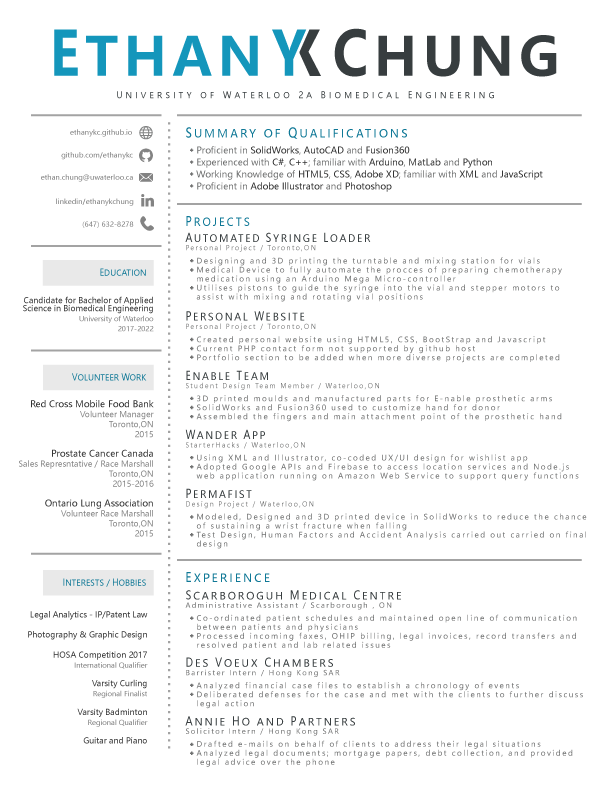 ETHANYKCHUNG
UNIVERSITY OF WATERLOO 2A BIOMEDICAL ENGINEERING
ethanykc.github.io
github.com/ethanykc
ethan.chung@uwaterloo.ca
linkedin/ethankychung
(647) 632-8278
EDUCATION
Candidate for Bachelor of Applied
Science in Biomedical Engineering
University of Waterloo
2017-2022
VOLUNTEER WORK
Red Cross Mobile Food Bank
Volunteer Manager
Toronto,ON
2015
Prostate Cancer Canada
Sales Represntative / Race Marshall
Toronto,ON
2015-2016
Ontario Lung Association
Volunteer Race Marshall
Toronto,ON
2015
INTERESTS / HOBBIES
Legal Analytics - IP/Patent Law
Photography & Graphic Design
HOSA Competition 2017
International Qualifier
Varsity Curling
Regional Finalist
Varsity Badminton
Regional Qualifier
Guitar and Piano
SUMMARY OF QUALIFICATIONS
Proficient in SolidWorks, AutoCAD and Fusion360
Experienced with C#, C++; familiar with Arduino, MatLab and Python
Working Knowledge of HTML5, CSS, Adobe XD; familiar with XML and JavaScript
Proficient in Adobe Illustrator and Photoshop
PROJECTS
AUTOMATED SYRINGE LOADER
Personal Project / Toronto,ON
Designing and 3D printing the turntable and mixing station for vials
Medical Device to fully automate the procces of preparing chemotherapy
medication using an Arduino Mega Micro-controller
Utilises pistons to guide the syringe into the vial and stepper motors to
assist with mixing and rotating vial positions
PERSONAL WEBSITE
Personal Project / Toronto,ON
Created personal website using HTML5, CSS, BootStrap and Javascript
Current PHP contact form not supported by github host
Portfolio section to be added when more diverse projects are completed
ENABLE TEAM
Student Design Team Member / Waterloo,ON
3D printed moulds and manufactured parts for E-nable prosthetic arms
SolidWorks and Fusion360 used to customize hand for donor
Assembled the fingers and main attachment point of the prosthetic hand
WANDER APP
StarterHacks / Waterloo,ON
Using XML and Illustrator, co-coded UX/UI design for wishlist app
Adopted Google APIs and Firebase to access location services and Node.js
web application running on Amazon Web Service to support query functions
PERMAFIST
Design Project / Waterloo,ON
Modeled, Designed and 3D printed device in SolidWorks to reduce the chance
of sustaining a wrist fracture when falling
Test Design, Human Factors and Accident Analysis carried out carried on final
design
EXPERIENCE
SCARBOROGUH MEDICAL CENTRE
Administrative Assistant / Scarborough , ON
Co-ordinated patient schedules and maintained open line of communication
between patients and physicians
Processed incoming faxes, OHIP billing, legal invoices, record transfers and
resolved patient and lab related issues
DES VOEUX CHAMBERS
Barrister Intern / Hong Kong SAR
Analyzed financial case files to establish a chronology of events
Deliberated defenses for the case and met with the clients to further discuss
legal action
ANNIE HO AND PARTNERS
Solicitor Intern / Hong Kong SAR
Drafted e-mails on behalf of clients to address their legal situations
Analyzed legal documents; mortgage papers, debt collection, and provided
legal advice over the phone